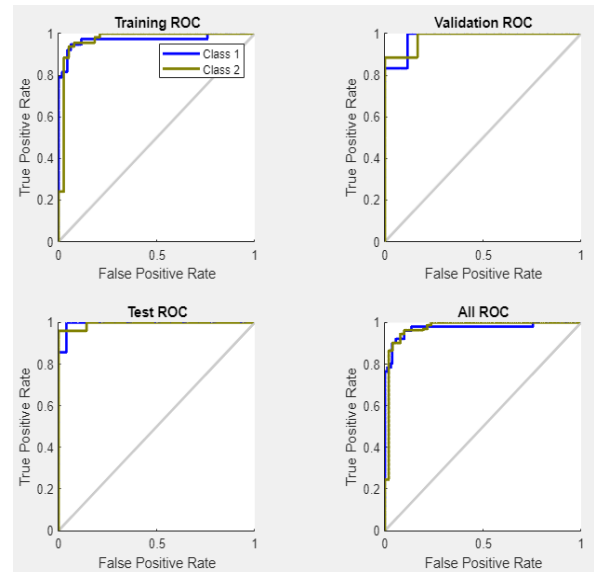 Training ROC
1
0.8
0.6
0.4
0.2
0
True Positive Rate
Class 1
Class 2
0 0.5 1
False Positive Rate
Validation ROC
1
0.8
0.6
0.4
0.2
0
True Positive Rate
0 0.5 1
False Positive Rate
Test ROC
1
0.8
0.6
0.4
0.2
0
True Positive Rate
0 0.5 1
False Positive Rate
All ROC
1
0.8
0.6
0.4
0.2
0
True Positive Rate
0 0.5 1
False Positive Rate